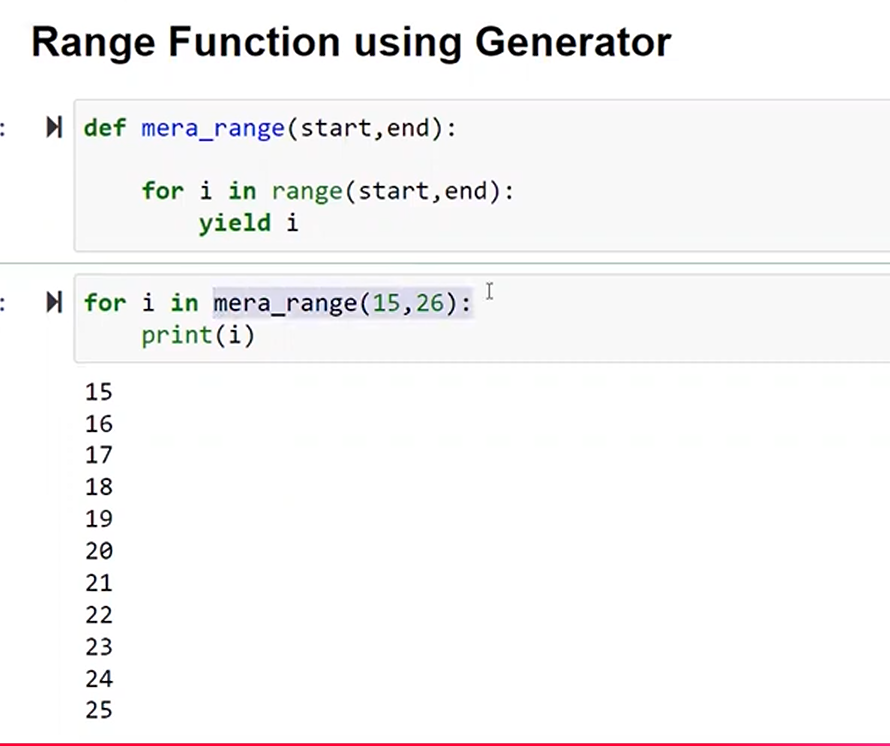 Range Function using Generator
: def mera_range(start,end):
for i in range(start,end):
yield i
: for i in mera_range(15,26):
print(i)
15
16
17
18
19
20
21
22
23
24
25